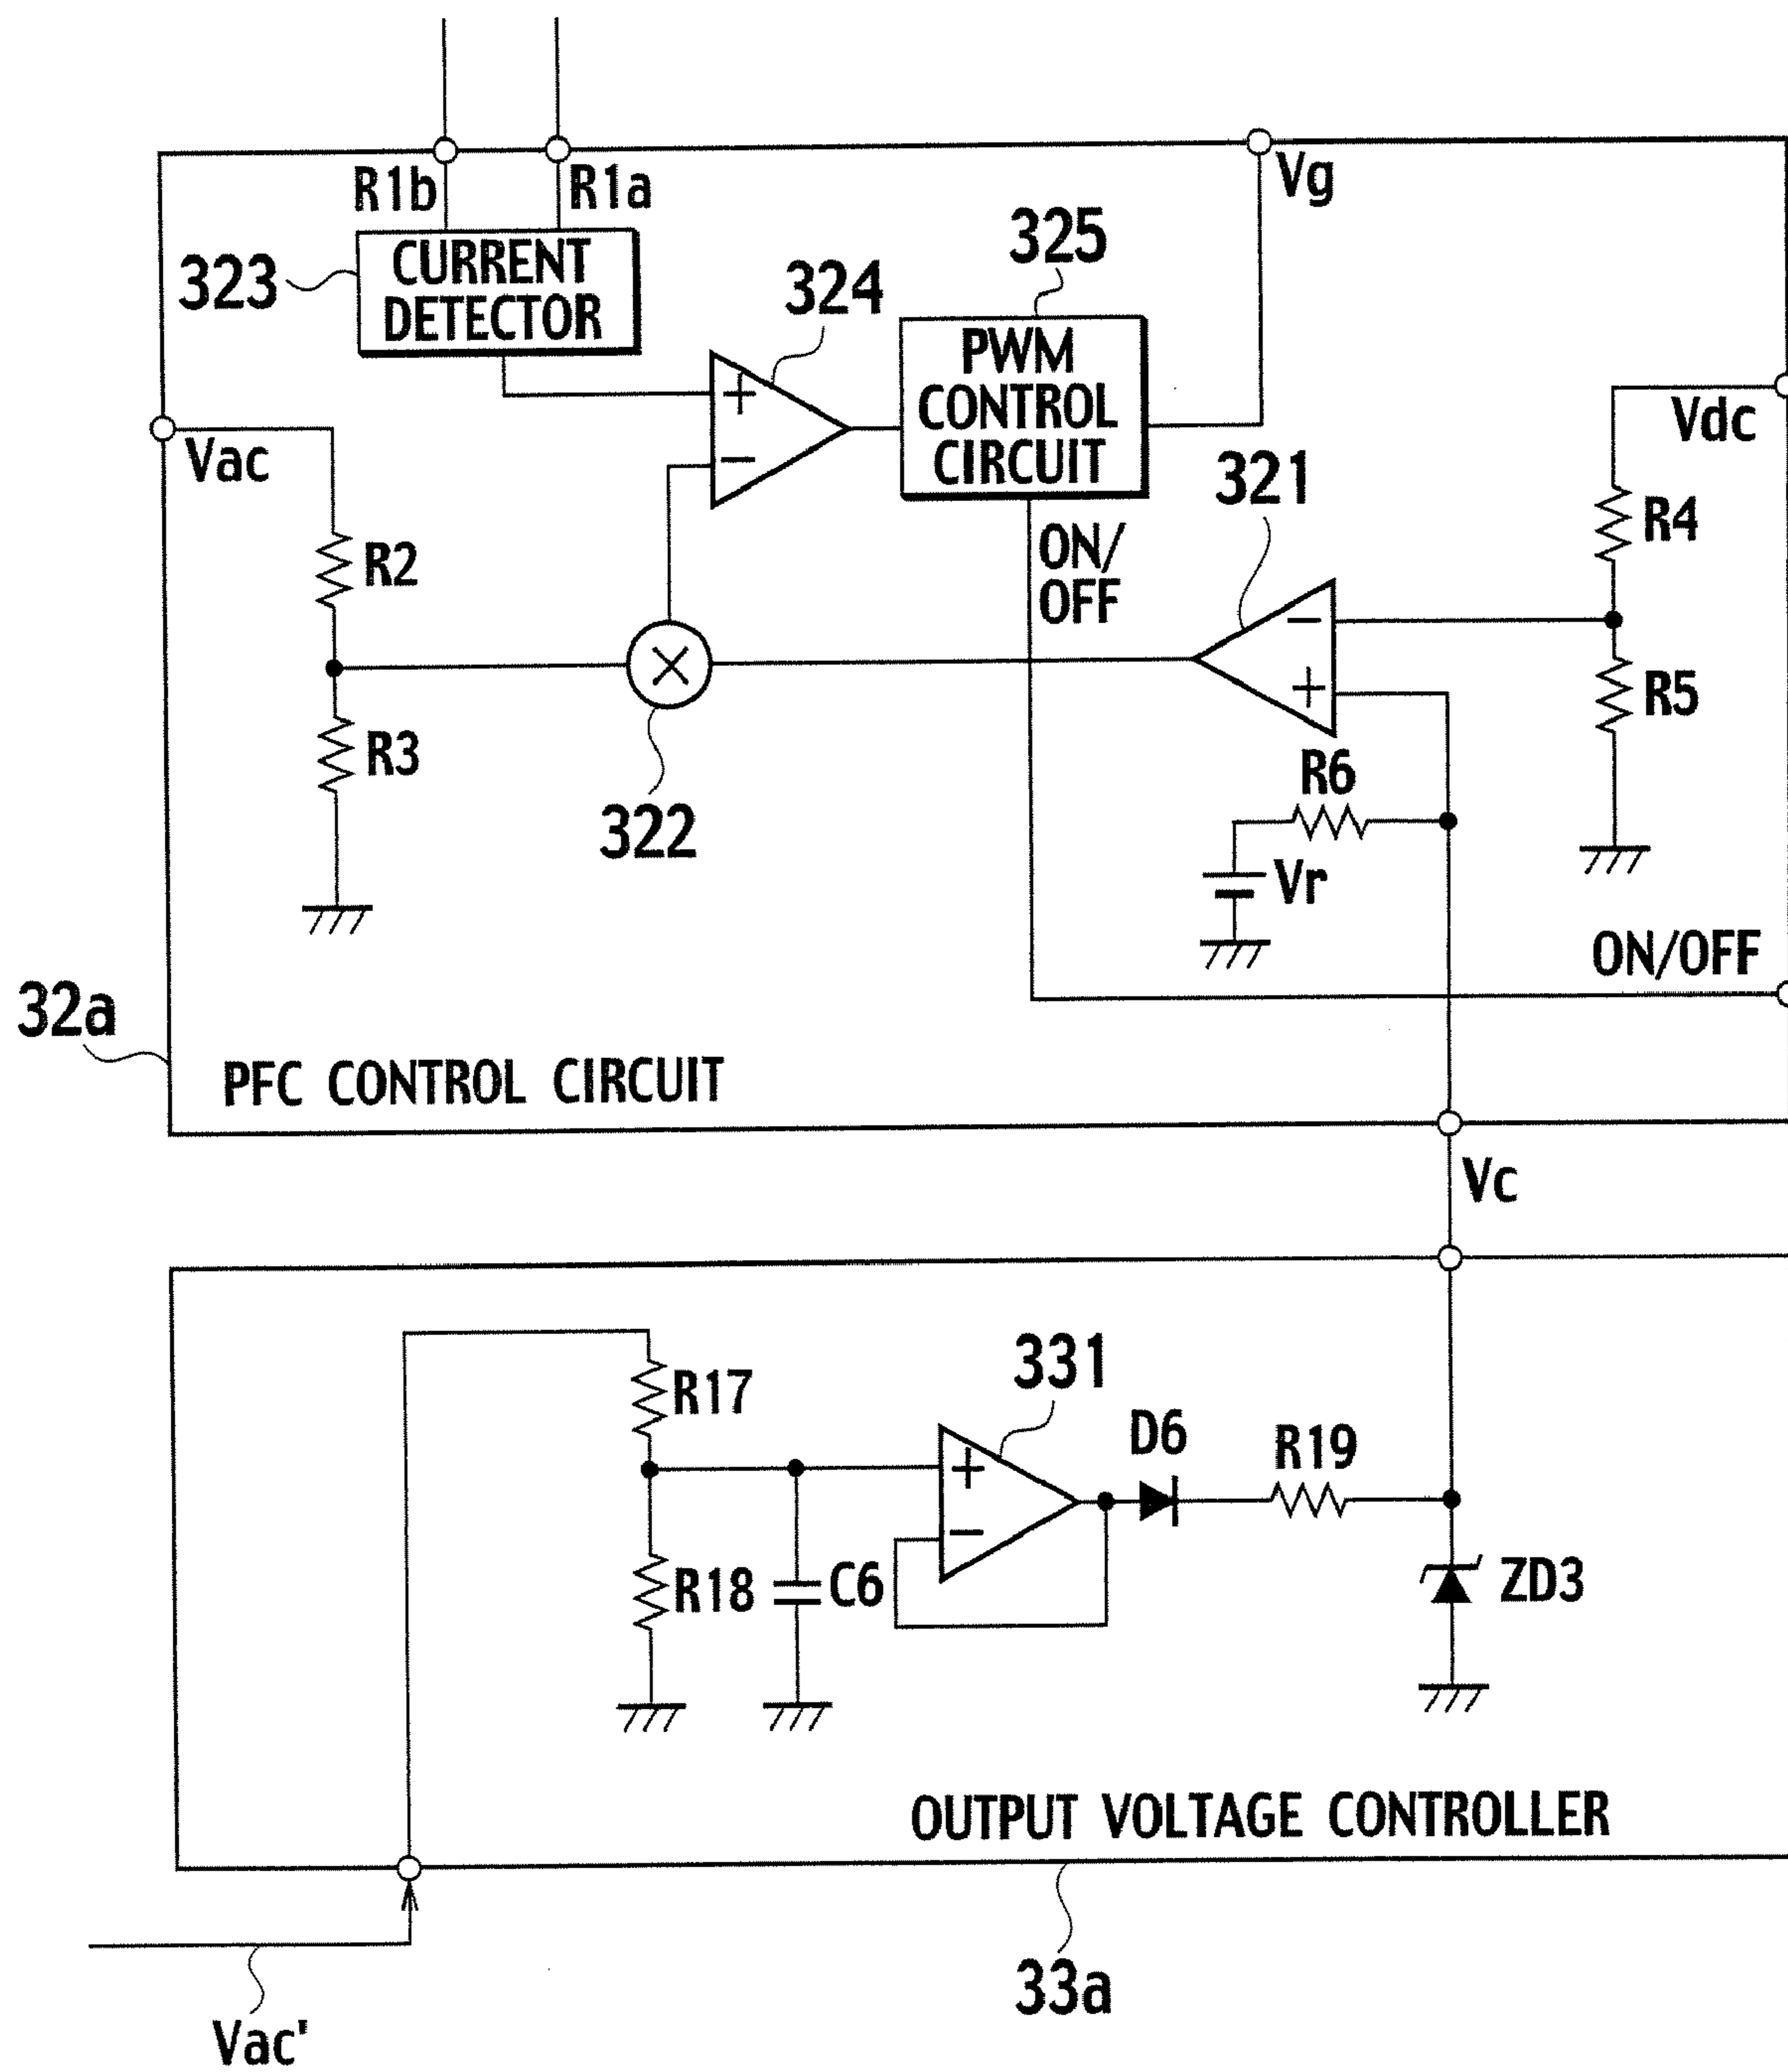 R1b
R1a
Vg
323
CURRENT
DETECTOR
324
325
PWM
CONTROL
CIRCUIT
+
−
Vac
Vdc
321
R2
ON/
OFF
R4
−
+
R3
322
R5
R6
Vr
ON/OFF
32a
PFC CONTROL CIRCUIT
Vc
R17
331
D6
R19
+
−
R18
C6
ZD3
OUTPUT VOLTAGE CONTROLLER
33a
Vac'